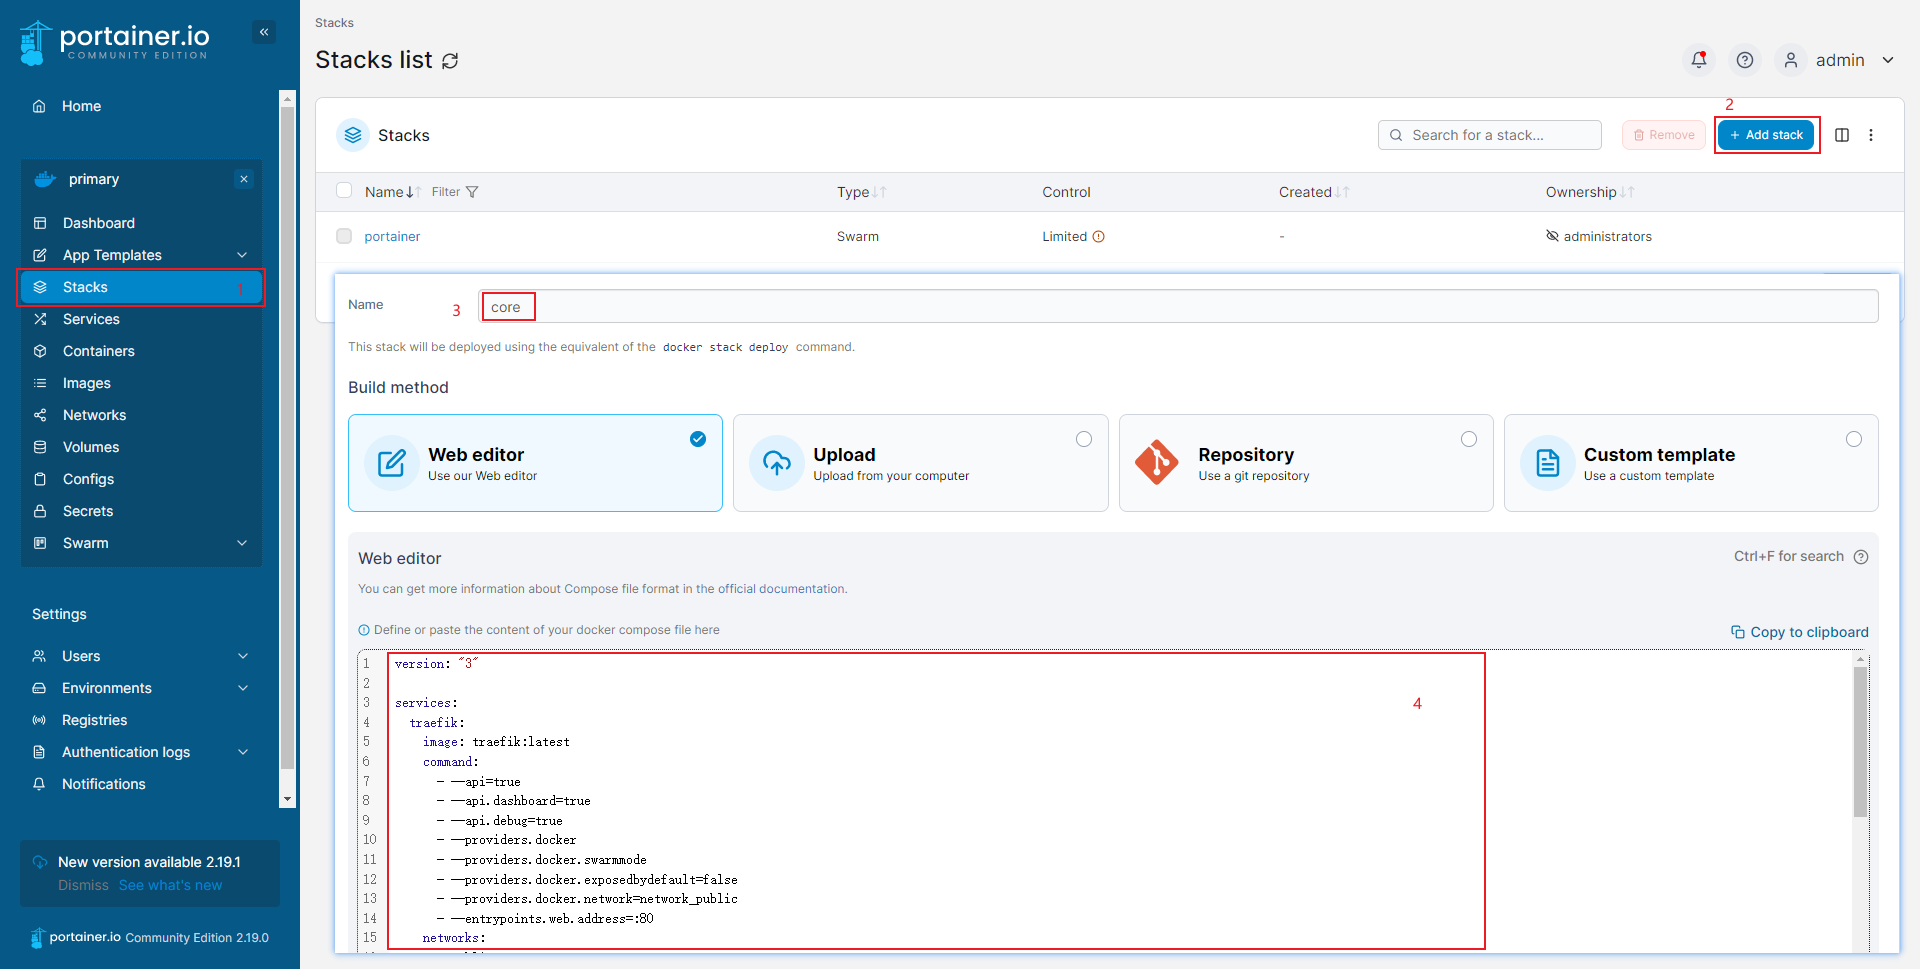 portainer.io
COMMUNITY EDITION
Home
primary
Dashboard
App Templates
Stacks 1
Services
Containers
Images
Networks
Volumes
Configs
Secrets
Swarm
Settings
Users
Environments
Registries
Authentication logs
Notifications
New version available 2.19.1
Dismiss See what's new
portainer.io Community Edition 2.19.0
Stacks
Stacks list
admin
2
Stacks
Search for a stack...
Remove
+ Add stack
Name Filter Type Control Created Ownership
portainer Swarm Limited - administrators
Name 3 core
This stack will be deployed using the equivalent of the docker stack deploy command.
Build method
Web editor
Use our Web editor
Upload
Upload from your computer
Repository
Use a git repository
Custom template
Use a custom template
Web editor
Ctrl+F for search
You can get more information about Compose file format in the official documentation.
Define or paste the content of your docker compose file here
Copy to clipboard
4
1 version: "3"
2
3 services:
4 traefik:
5 image: traefik:latest
6 command:
7 - --api=true
8 - --api.dashboard=true
9 - --api.debug=true
10 - --providers.docker
11 - --providers.docker.swarmmode
12 - --providers.docker.exposedbydefault=false
13 - --providers.docker.network=network_public
14 - --entrypoints.web.address=:80
15 networks: